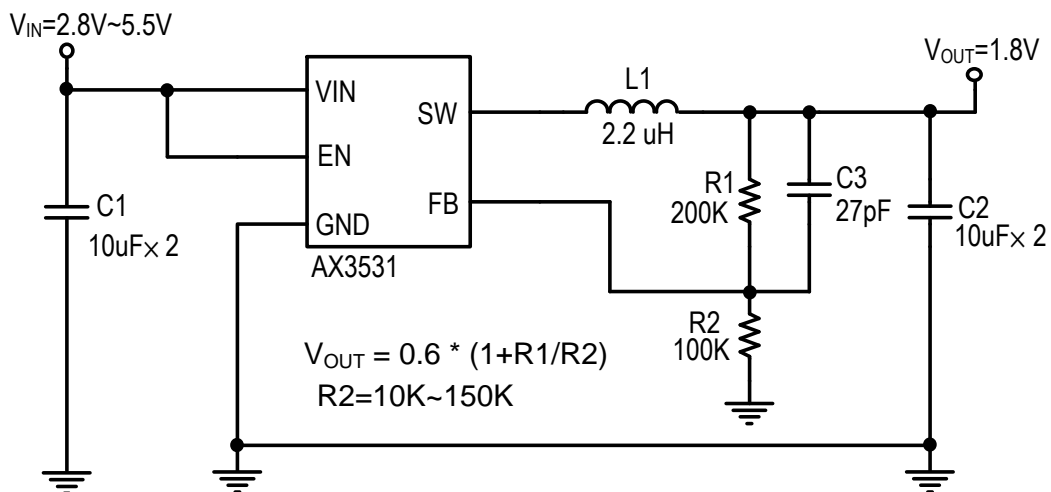 VIN=2.8V~5.5V
VOUT=1.8V
VIN
SW
EN
FB
GND
AX3531
L1
2.2 uH
C1
10uF× 2
R1
200K
C3
27pF
C2
10uF× 2
R2
100K
VOUT = 0.6 * (1+R1/R2)
R2=10K~150K